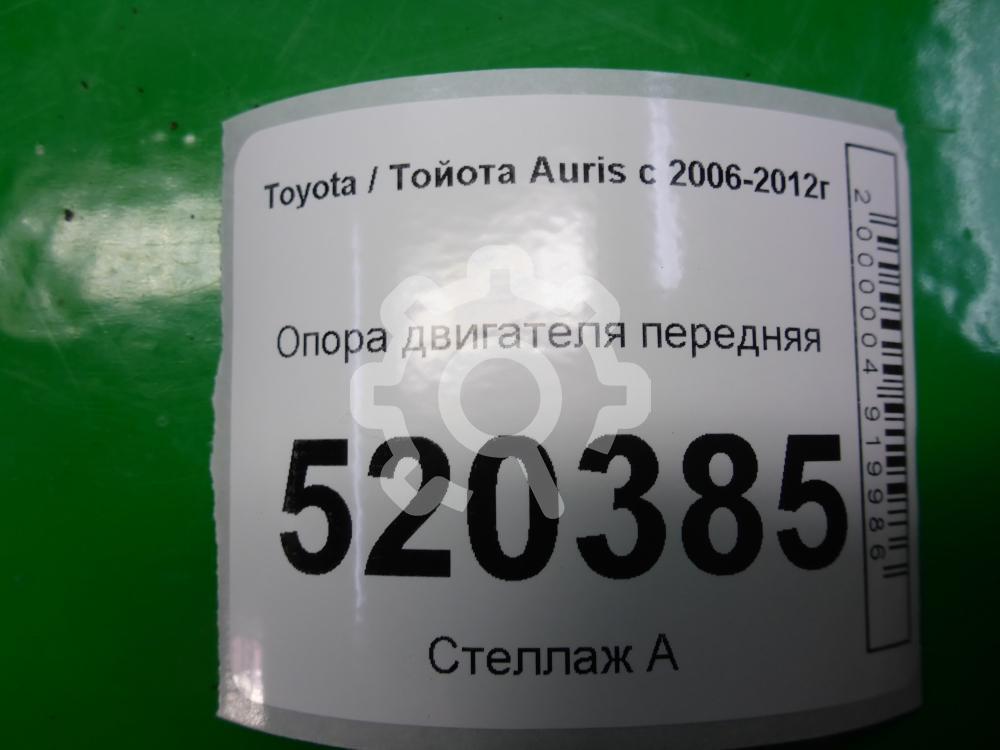 Toyota / Тойота Auris с 2006-2012г
Опора двигателя передняя
520385
Стеллаж А
2000004919986